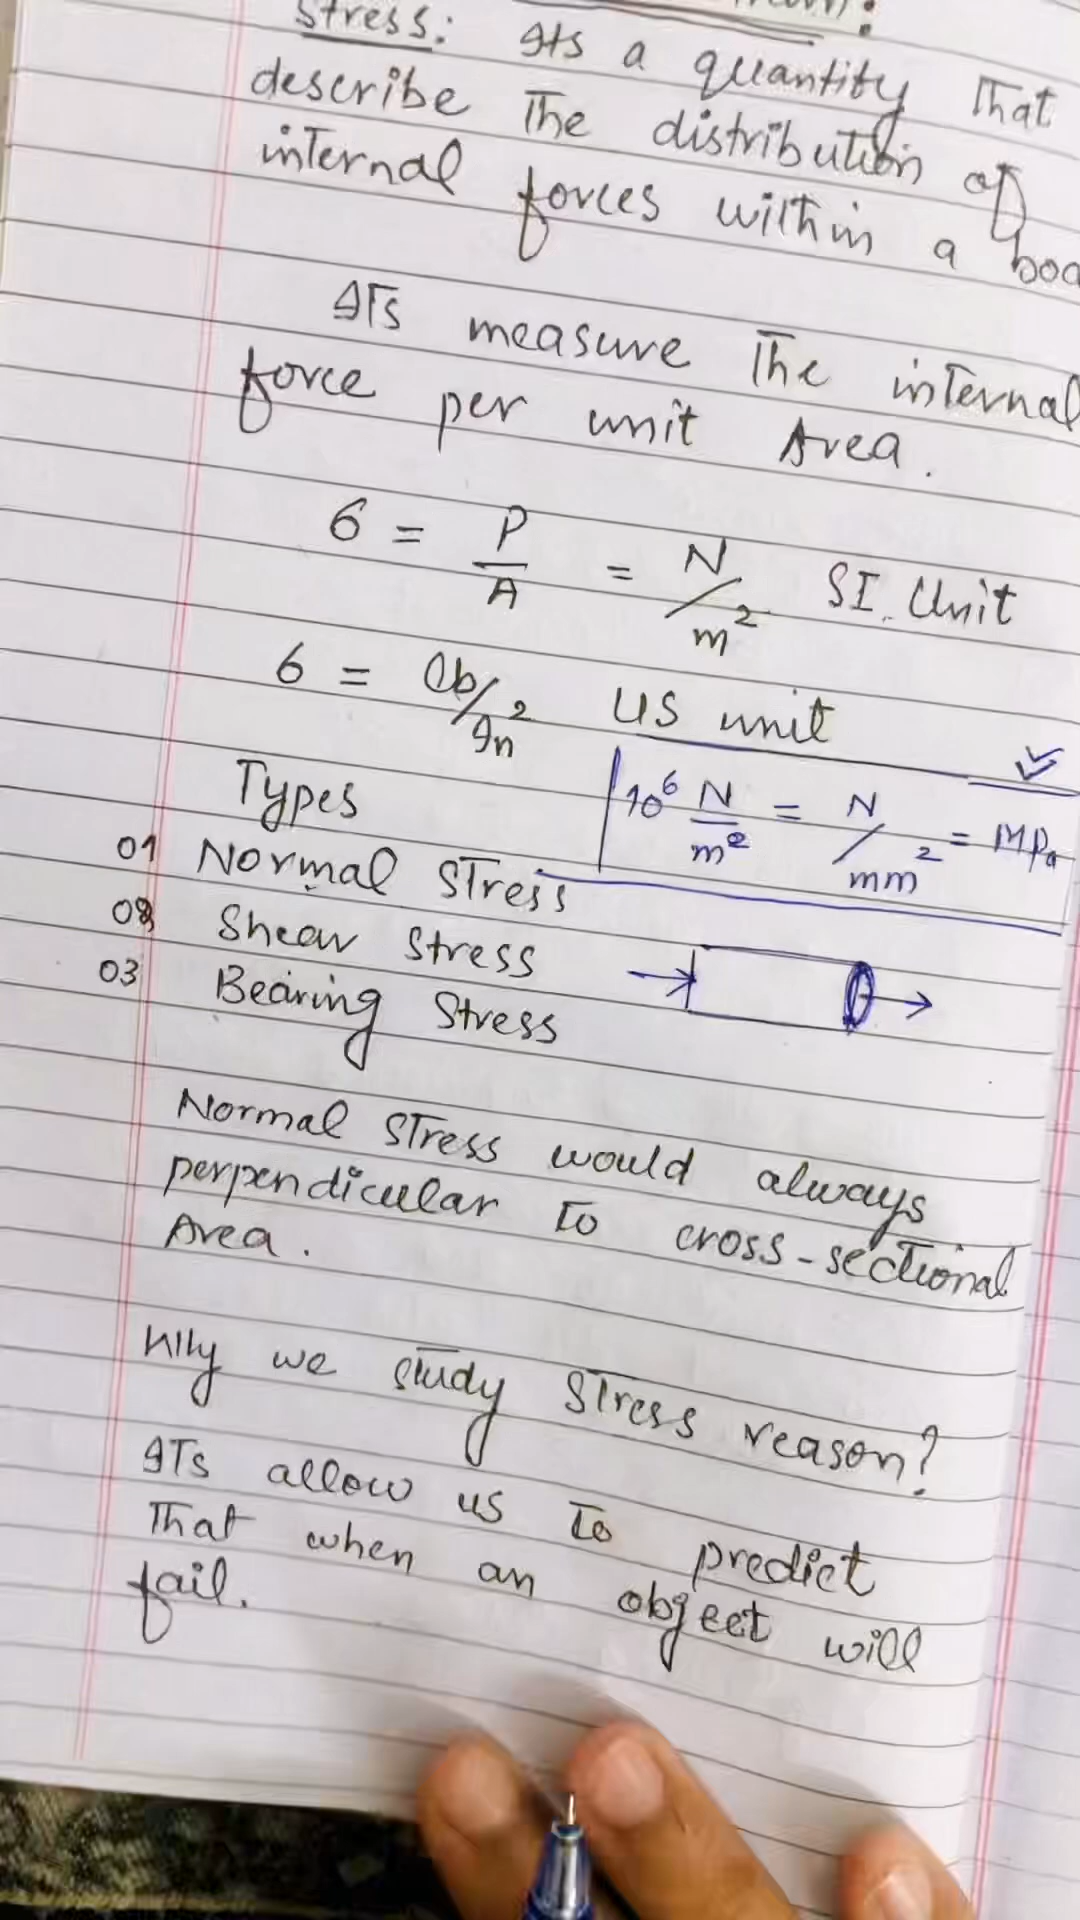 Stress: Its a quantity that
describe the distribution of
internal forces within a
Its measure the internal
force per unit Area.
6 = P/A = N/m² SI. Unit
6 = lb/In² US unit
10⁶ N/m² = N/mm² = MPa
Types
01 Normal Stress
02 Shear Stress
03 Bearing Stress
Normal Stress would always
perpendicular to cross-sectional
Area.
Why we study Stress reason?
ITs allow us to predict
That when an object will
fail.